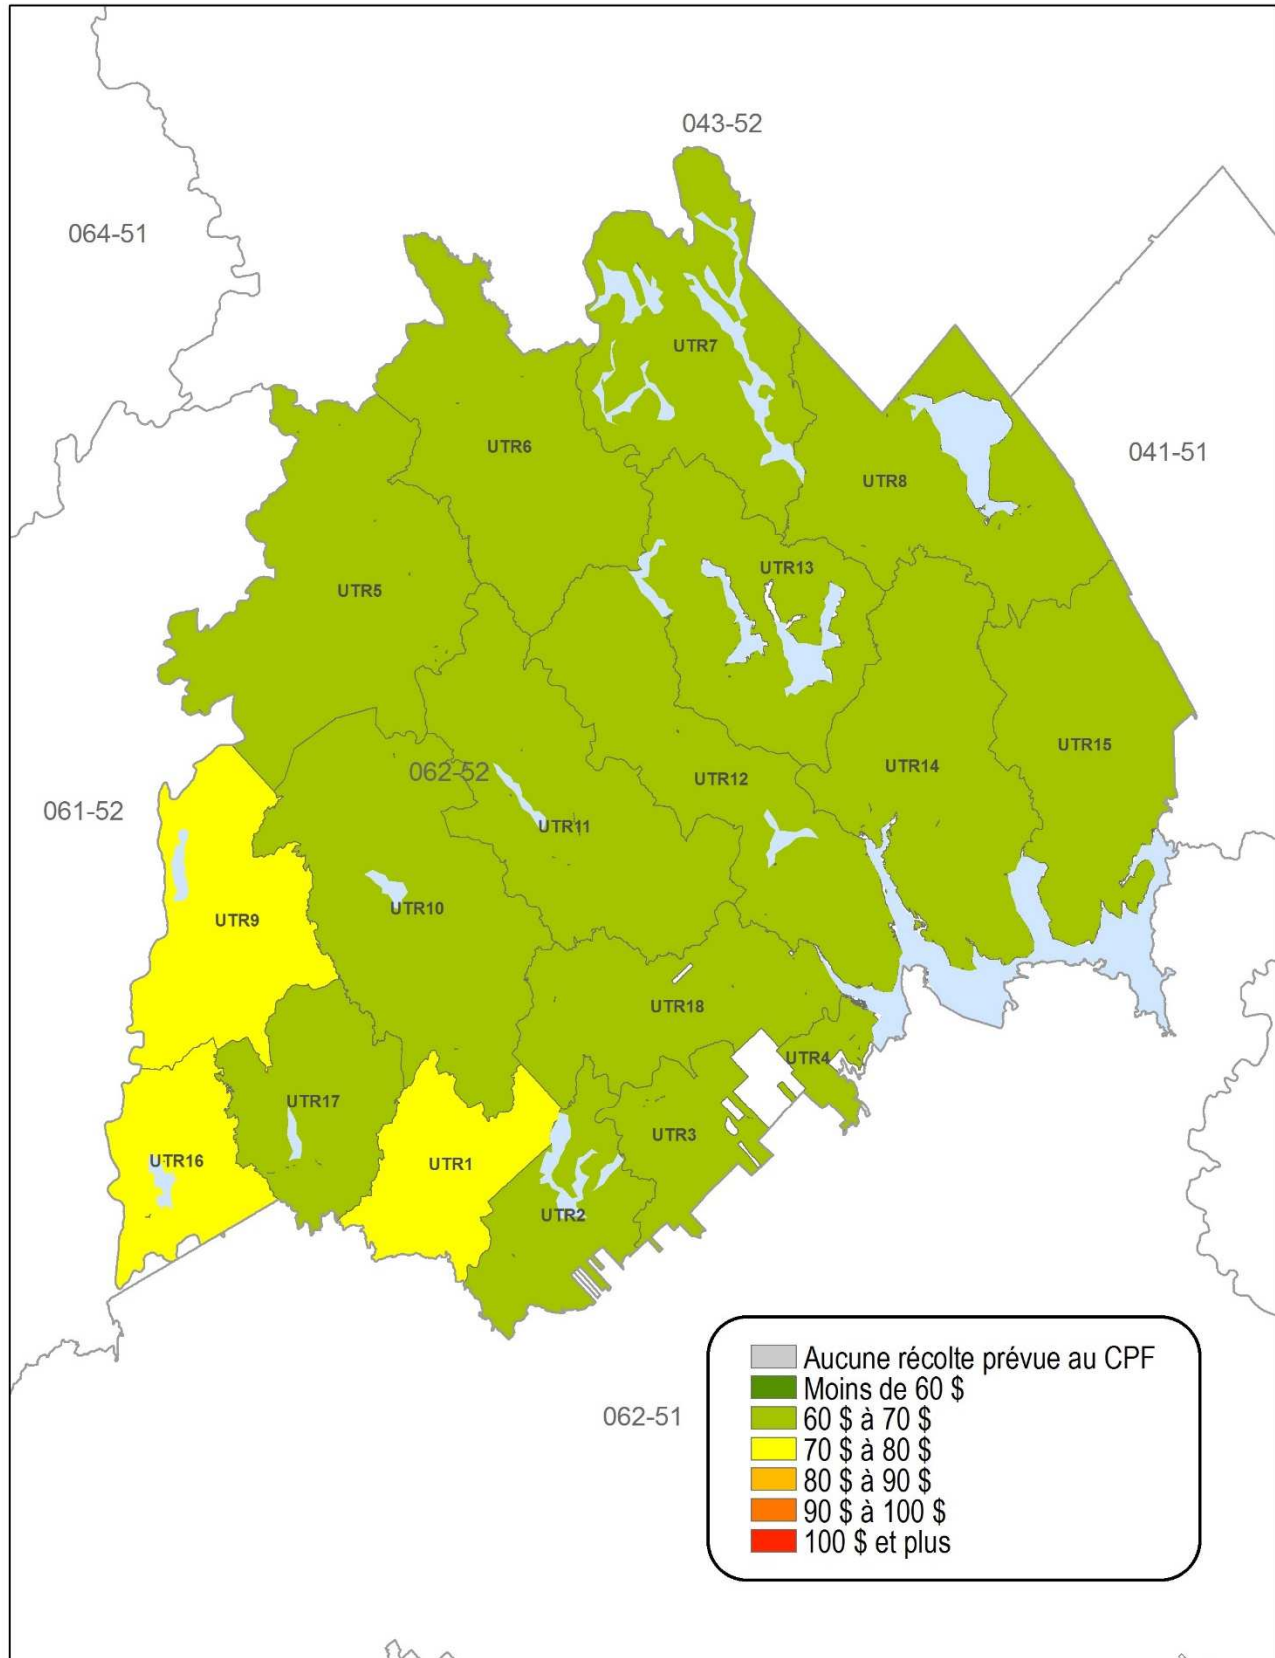 043-52
064-51
UTR7
041-51
UTR6
UTR8
UTR13
UTR5
UTR15
062-52
UTR12
UTR14
061-52
UTR11
UTR10
UTR9
UTR18
UTR4
UTR17
UTR3
UTR16
UTR1
UTR2
062-51
Aucune récolte prévue au CPF
Moins de 60 $
60 $ à 70 $
70 $ à 80 $
80 $ à 90 $
90 $ à 100 $
100 $ et plus